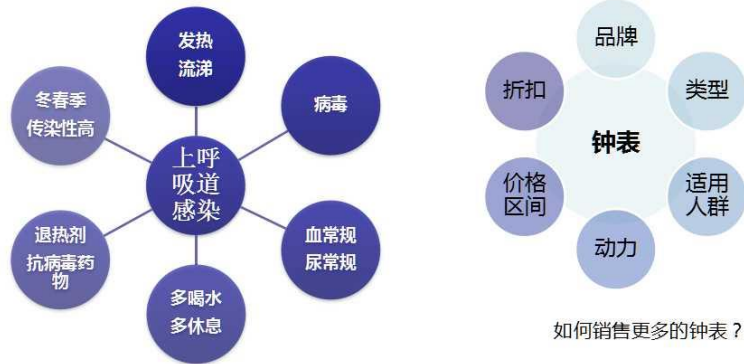 发热
流涕
病毒
血常规
尿常规
多喝水
多休息
退热剂
抗病毒药
物
冬春季
传染性高
上呼
吸道
感染
品牌
类型
适用
人群
动力
价格
区间
折扣
钟表
如何销售更多的钟表？